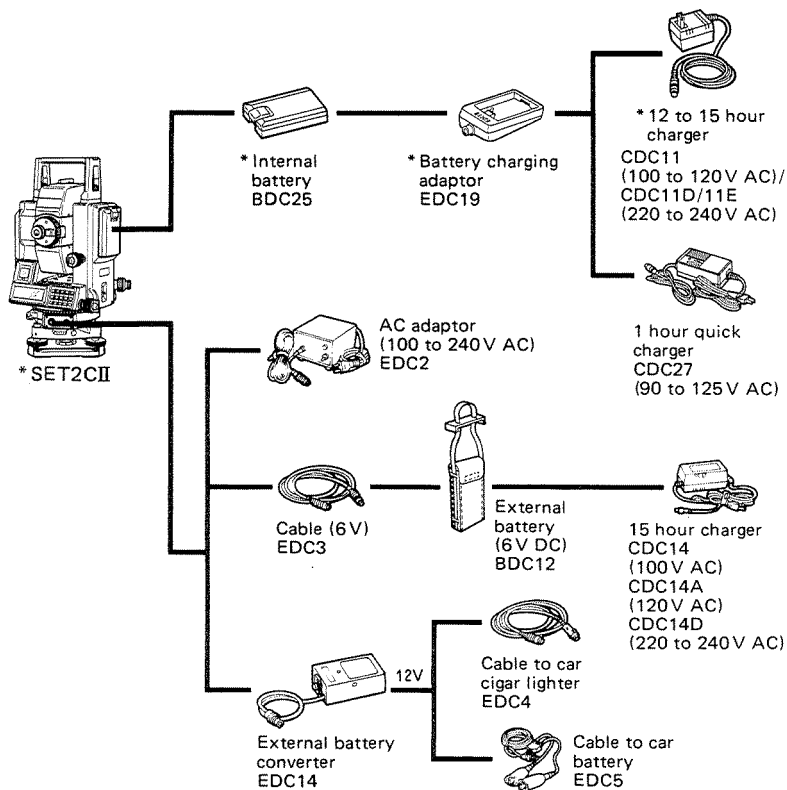 * Internal
battery
BDC25
* Battery charging
adaptor
EDC19
* 12 to 15 hour
charger
CDC11
(100 to 120V AC)/
CDC11D/11E
(220 to 240V AC)
1 hour quick
charger
CDC27
(90 to 125V AC)
* SET2CII
AC adaptor
(100 to 240V AC)
EDC2
Cable (6V)
EDC3
External
battery
(6V DC)
BDC12
15 hour charger
CDC14
(100V AC)
CDC14A
(120V AC)
CDC14D
(220 to 240V AC)
External battery
converter
EDC14
12V
Cable to car
cigar lighter
EDC4
Cable to car
battery
EDC5